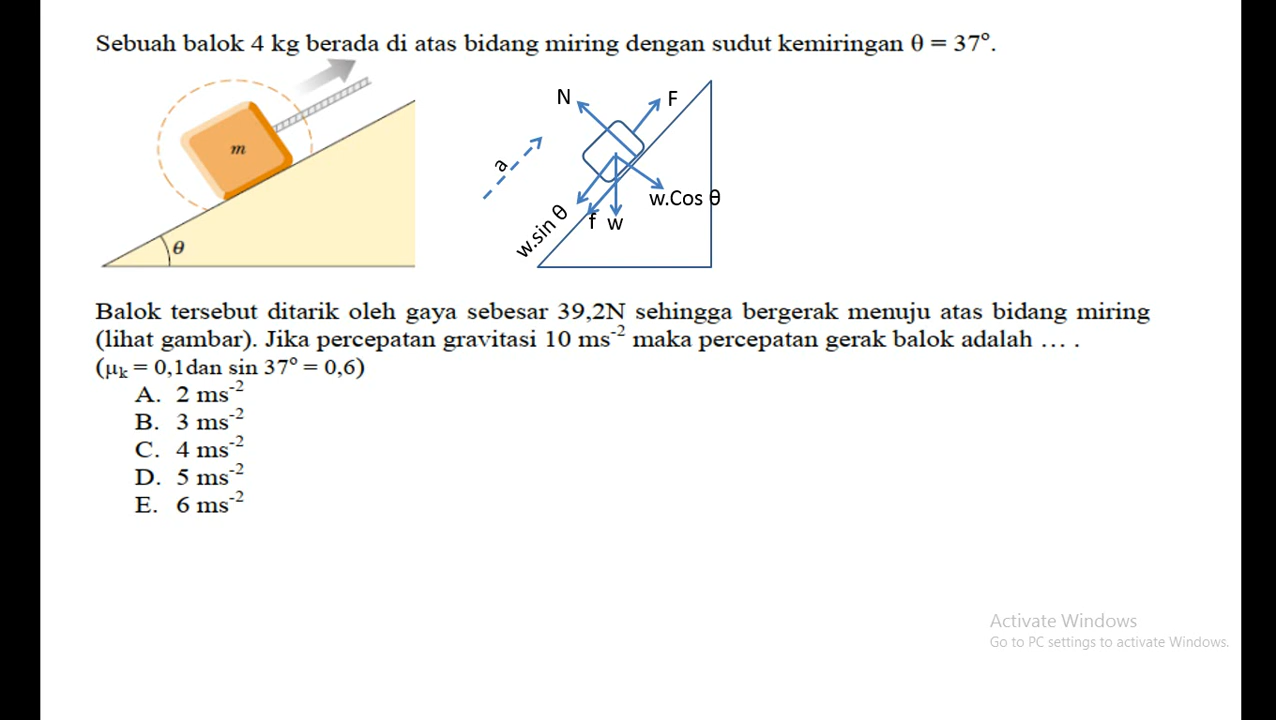 Sebuah balok 4 kg berada di atas bidang miring dengan sudut kemiringan θ = 37°.
m
θ
N
F
a
w.Cos θ
w.sin θ
f
w
Balok tersebut ditarik oleh gaya sebesar 39,2N sehingga bergerak menuju atas bidang miring
(lihat gambar). Jika percepatan gravitasi 10 ms⁻² maka percepatan gerak balok adalah ... .
(μₖ = 0,1dan sin 37° = 0,6)
A. 2 ms⁻²
B. 3 ms⁻²
C. 4 ms⁻²
D. 5 ms⁻²
E. 6 ms⁻²
Activate Windows
Go to PC settings to activate Windows.